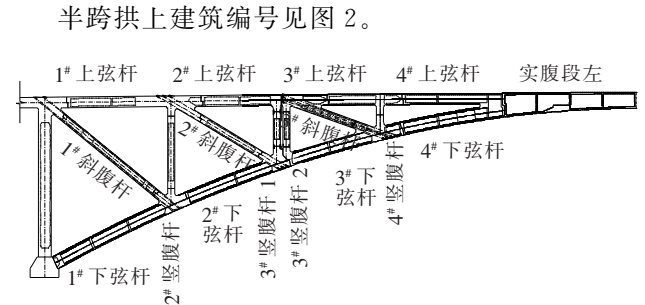 半跨拱上建筑编号见图 2。
1# 上弦杆
2# 上弦杆
3# 上弦杆
4# 上弦杆
实腹段左
1# 斜腹杆
2# 斜腹杆
# 斜腹杆
1# 下弦杆
2# 下
弦杆
3# 下
弦杆
4# 下弦杆
2# 竖腹杆
3# 竖腹杆 1
3# 竖腹杆 2
4# 竖腹杆